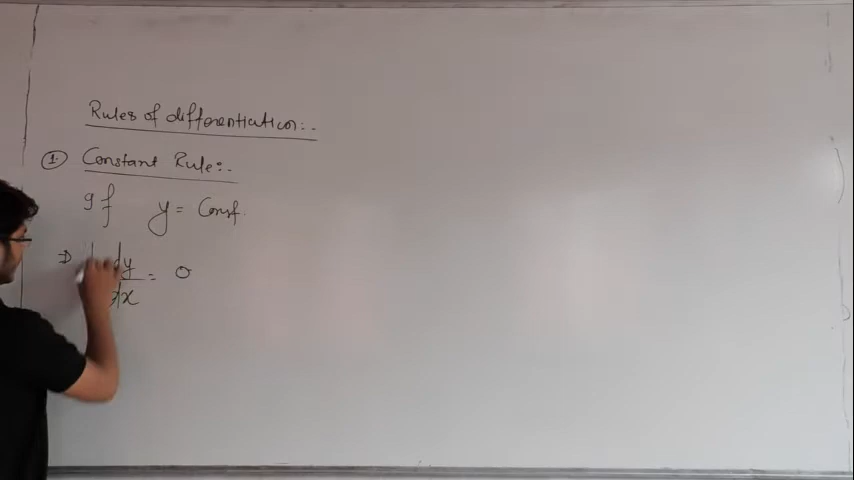 Rules of differentiation:-.
① Constant Rule:-.
If y = Const.
⇒ dy/dx = 0